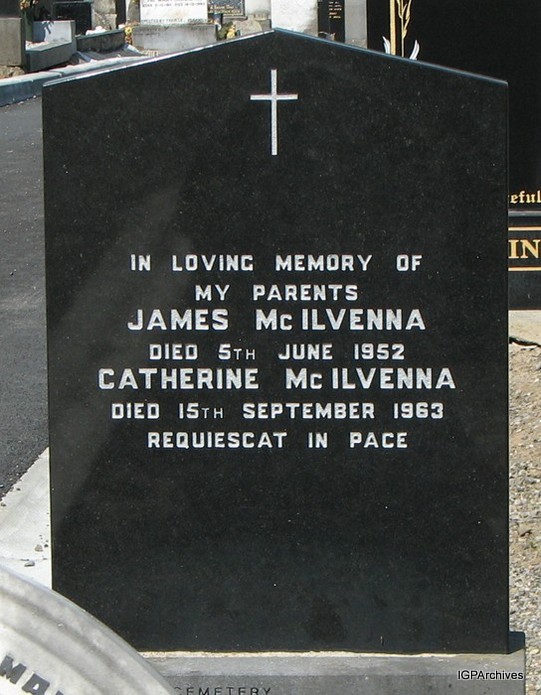 IN LOVING MEMORY OF
MY PARENTS
JAMES McILVENNA
DIED 5TH JUNE 1952
CATHERINE McILVENNA
DIED 15TH SEPTEMBER 1963
REQUIESCAT IN PACE
CEMETERY
IGPArchives